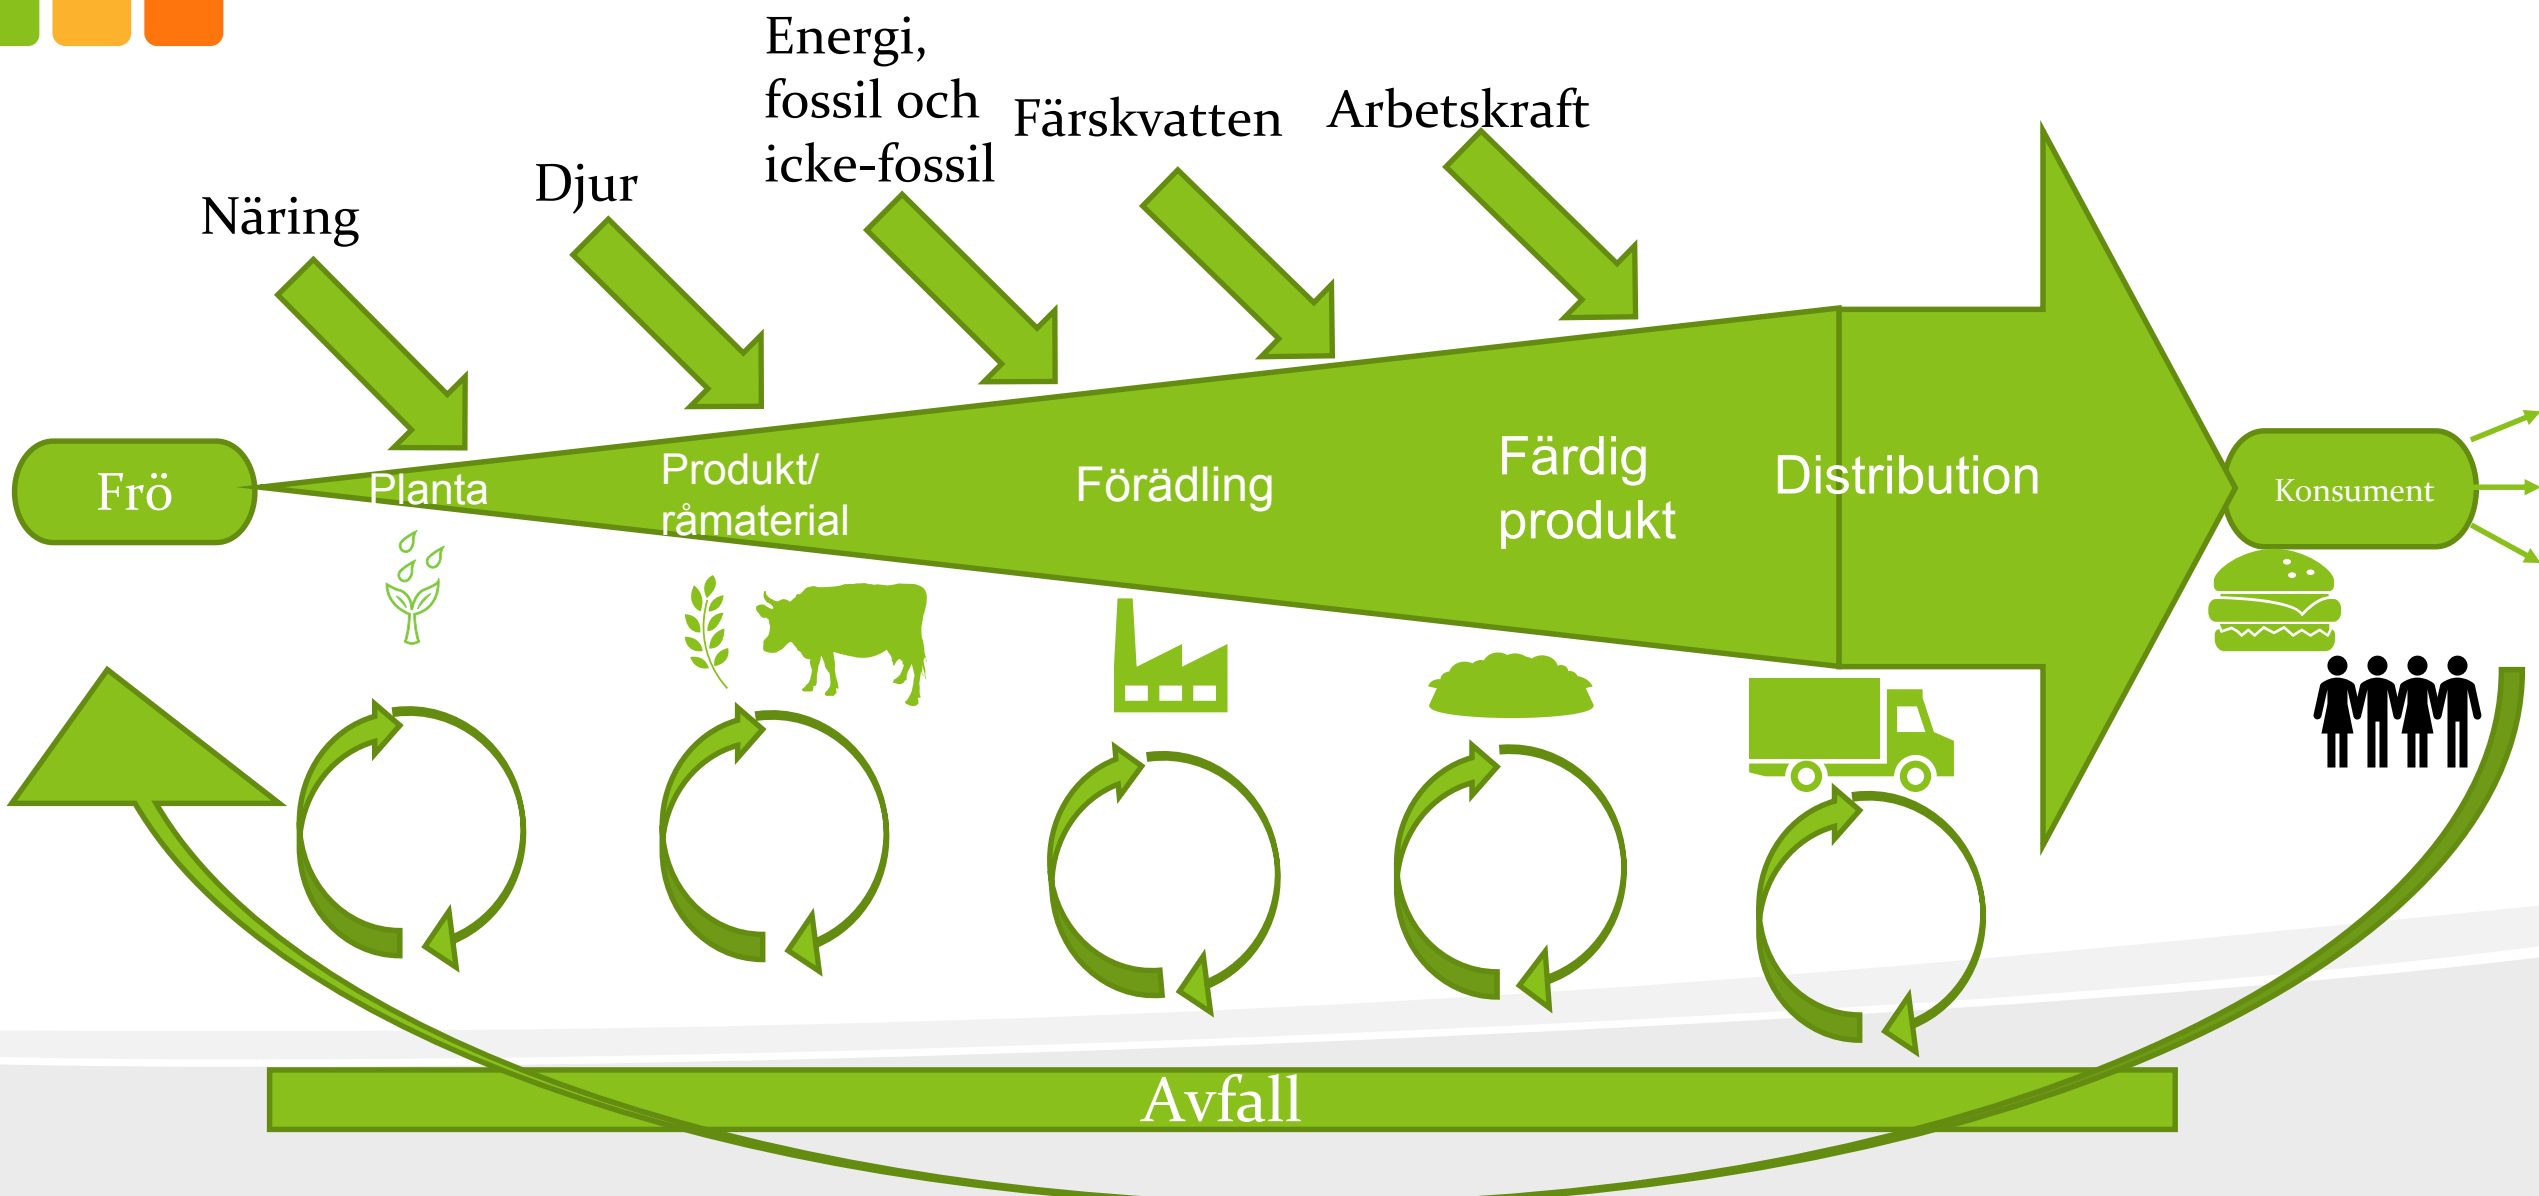 Energi,
fossil och
icke-fossil
Färskvatten
Arbetskraft
Djur
Näring
Frö
Planta
Produkt/
råmaterial
Förädling
Färdig
produkt
Distribution
Konsument
Avfall